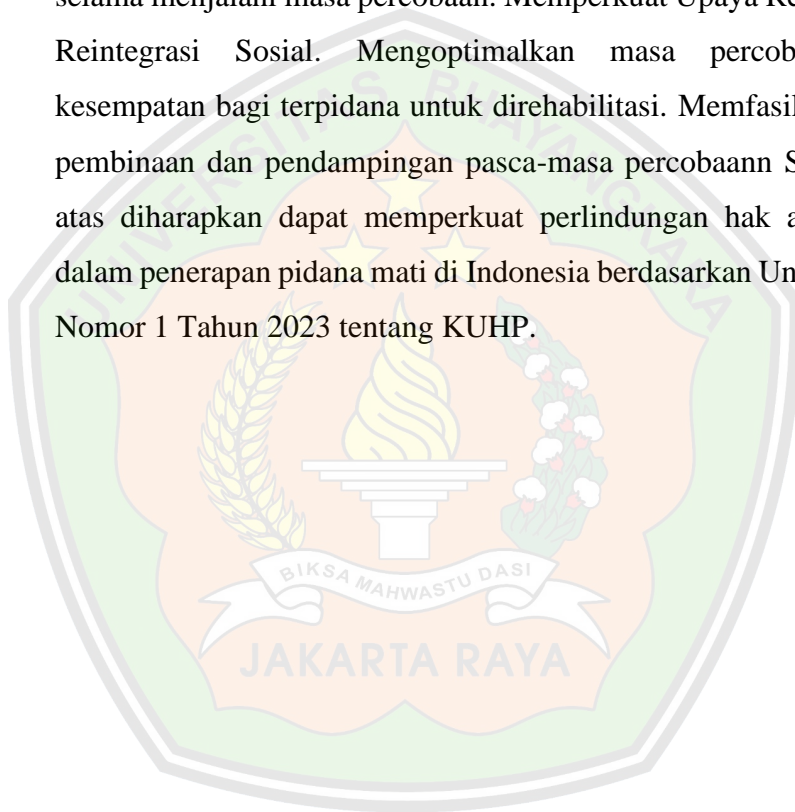 selama menjalani masa percobaan. Memperkuat Upaya Re
Reintegrasi Sosial. Mengoptimalkan masa percob
kesempatan bagi terpidana untuk direhabilitasi. Memfasil
pembinaan dan pendampingan pasca-masa percobaann S
atas diharapkan dapat memperkuat perlindungan hak a
dalam penerapan pidana mati di Indonesia berdasarkan Un
Nomor 1 Tahun 2023 tentang KUHP.
UNIVERSITAS BHAYANGKARA
BIKSA MAHWASTU DASI
JAKARTA RAYA